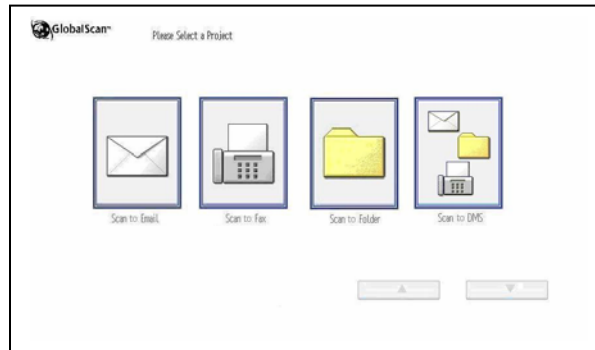 GlobalScan™
Please Select a Project
Scan to Email
Scan to Fax
Scan to Folder
Scan to DMS